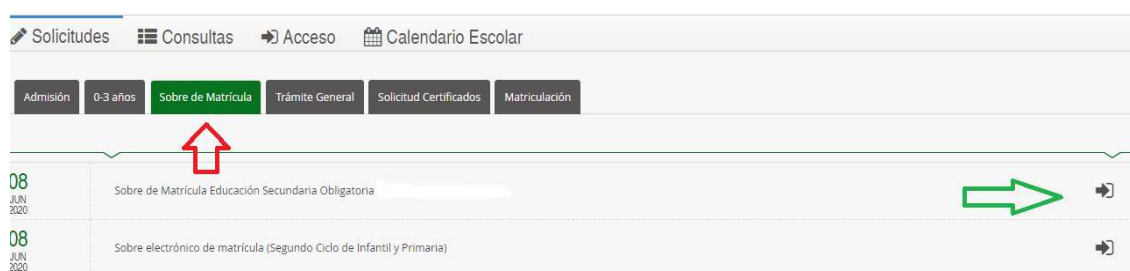 Solicitudes Consultas Acceso Calendario Escolar
Admisión 0-3 años Sobre de Matrícula Trámite General Solicitud Certificados Matriculación
08
JUN
2020
Sobre de Matrícula Educación Secundaria Obligatoria
08
JUN
2020
Sobre electrónico de matrícula (Segundo Ciclo de Infantil y Primaria)